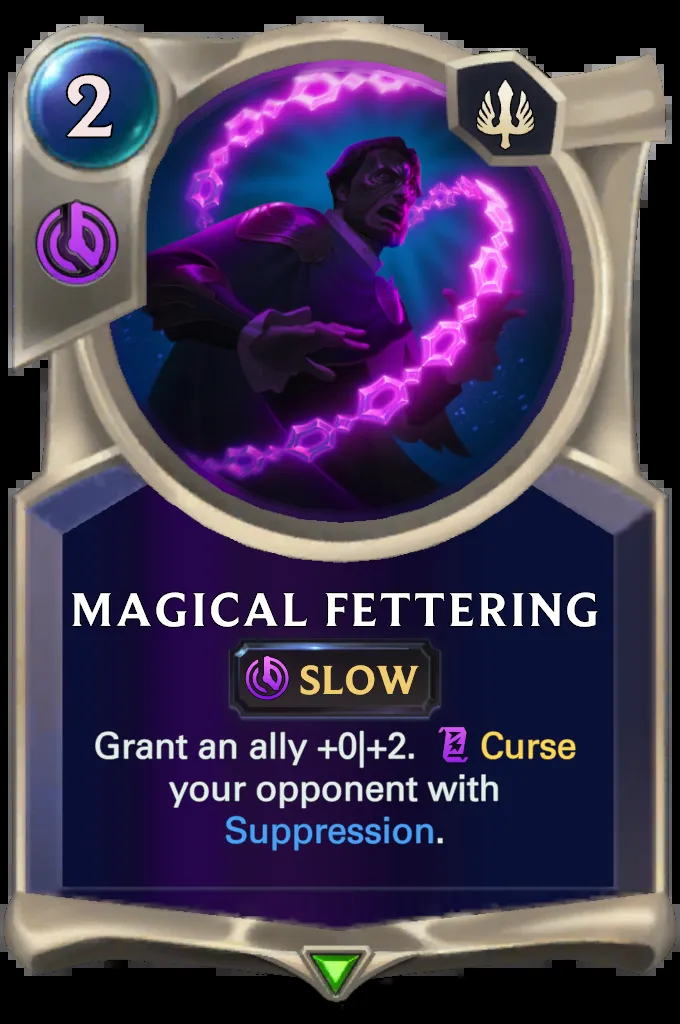 2
MAGICAL FETTERING
SLOW
Grant an ally +0|+2. Curse
your opponent with
Suppression.